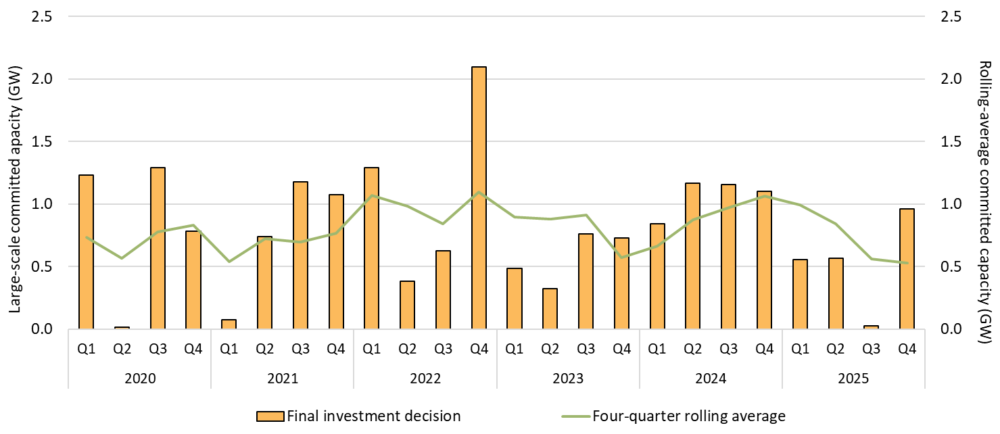 2.5
2.0
1.5
1.0
0.5
0.0
Large-scale committed apacity (GW)
2.5
2.0
1.5
1.0
0.5
0.0
Rolling-average committed capacity (GW)
Q1 Q2 Q3 Q4 Q1 Q2 Q3 Q4 Q1 Q2 Q3 Q4 Q1 Q2 Q3 Q4 Q1 Q2 Q3 Q4 Q1 Q2 Q3 Q4
2020 2021 2022 2023 2024 2025
Final investment decision Four-quarter rolling average